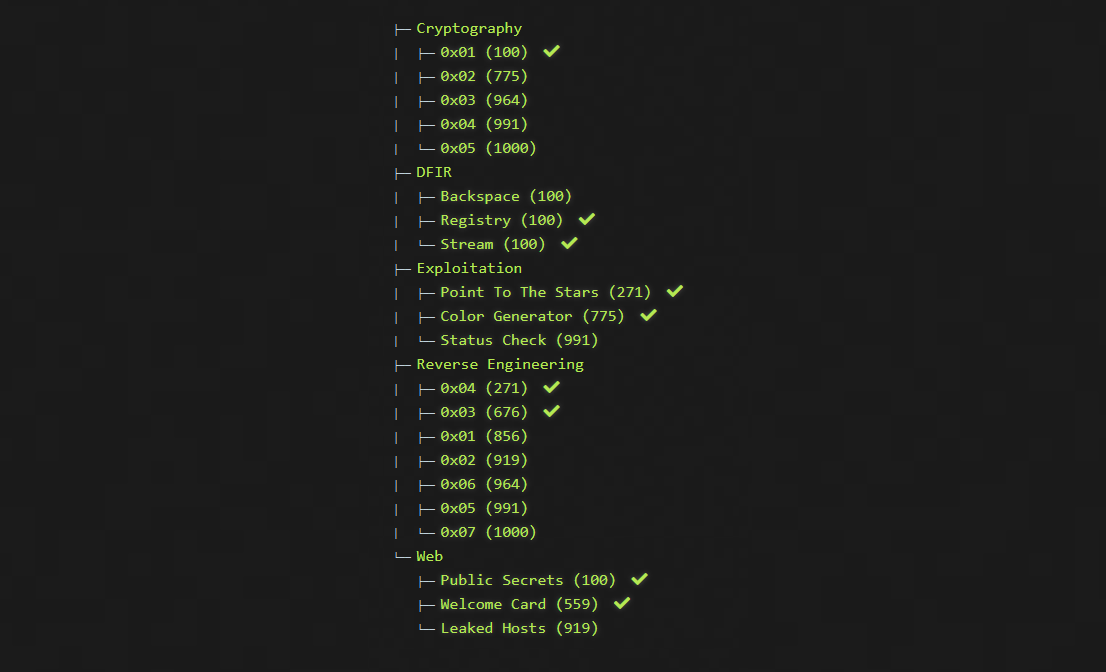 ├─ Cryptography
|  ├─ 0x01 (100) ✔
|  ├─ 0x02 (775)
|  ├─ 0x03 (964)
|  ├─ 0x04 (991)
|  └─ 0x05 (1000)
├─ DFIR
|  ├─ Backspace (100)
|  ├─ Registry (100) ✔
|  └─ Stream (100) ✔
├─ Exploitation
|  ├─ Point To The Stars (271) ✔
|  ├─ Color Generator (775) ✔
|  └─ Status Check (991)
├─ Reverse Engineering
|  ├─ 0x04 (271) ✔
|  ├─ 0x03 (676) ✔
|  ├─ 0x01 (856)
|  ├─ 0x02 (919)
|  ├─ 0x06 (964)
|  ├─ 0x05 (991)
|  └─ 0x07 (1000)
└─ Web
   ├─ Public Secrets (100) ✔
   ├─ Welcome Card (559) ✔
   └─ Leaked Hosts (919)